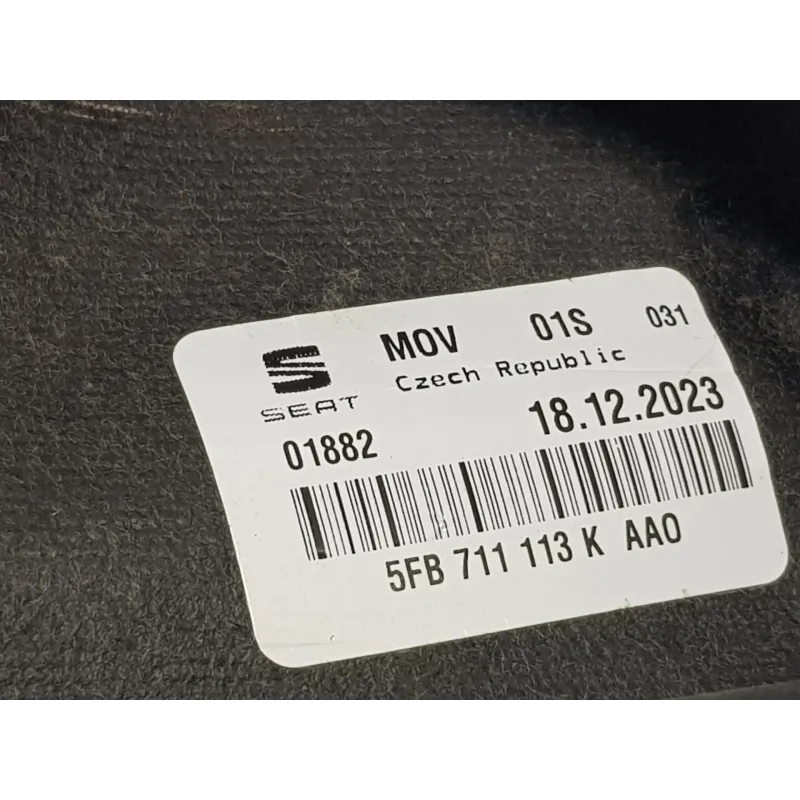 MOV 01S 031
Czech Republic
SEAT
18.12.2023
01882
5FB 711 113 K AAO